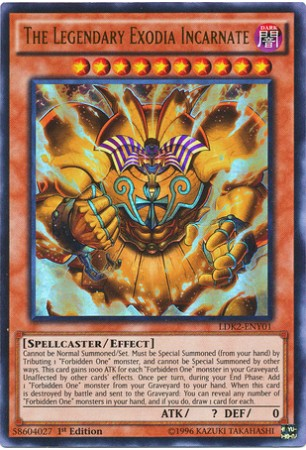 THE LEGENDARY EXODIA INCARNATE
DARK
闇
LDK2-ENY01
[SPELLCASTER/EFFECT]
Cannot be Normal Summoned/Set. Must be Special Summoned (from your hand) by
Tributing 1 "Forbidden One" monster, and cannot be Special Summoned by other
ways. This card gains 1000 ATK for each "Forbidden One" monster in your Graveyard.
Unaffected by other cards' effects. Once per turn, during your End Phase: Add
1 "Forbidden One" monster from your Graveyard to your hand. When this card
is destroyed by battle and sent to the Graveyard: You can reveal any number of
"Forbidden One" monsters in your hand, and if you do, draw 1 card for each.
ATK/ ? DEF/ 0
58604027 1st Edition ©1996 KAZUKI TAKAHASHI